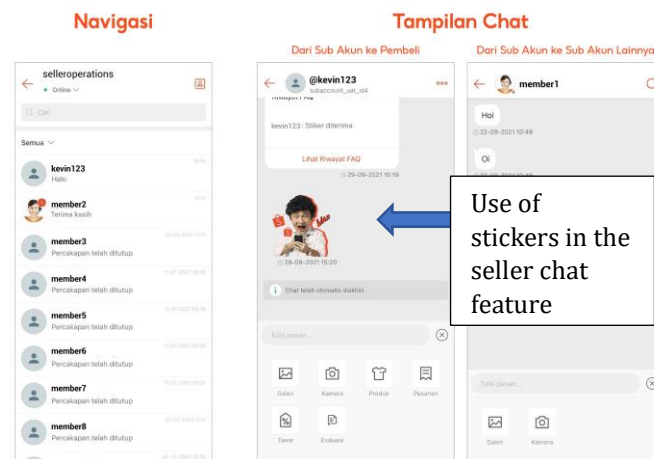 Navigasi
Tampilan Chat
Dari Sub Akun ke Pembeli
Dari Sub Akun ke Sub Akun Lainnya
selleroperations
Online
Cari
Semua
kevin123
Halo
member2
Terima kasih
member3
Percakapan telah ditutup
member4
Percakapan telah ditutup
member5
Percakapan telah ditutup
member6
Percakapan telah ditutup
member7
Percakapan telah ditutup
member8
Percakapan telah ditutup
@kevin123
Riwayat FAQ
kevin123 : Stiker diterima
Lihat Riwayat FAQ
29-09-2021 15:19
29-09-2021 15:20
Chat telah otomatis diakhiri.
Tulis pesan..
Galeri
Kamera
Produk
Pesanan
Tawar
Evaluasi
member1
Hoi
22-09-2021 10:49
Oi
Use of
stickers in the
seller chat
feature
Tulis pesan..
Galeri
Kamera